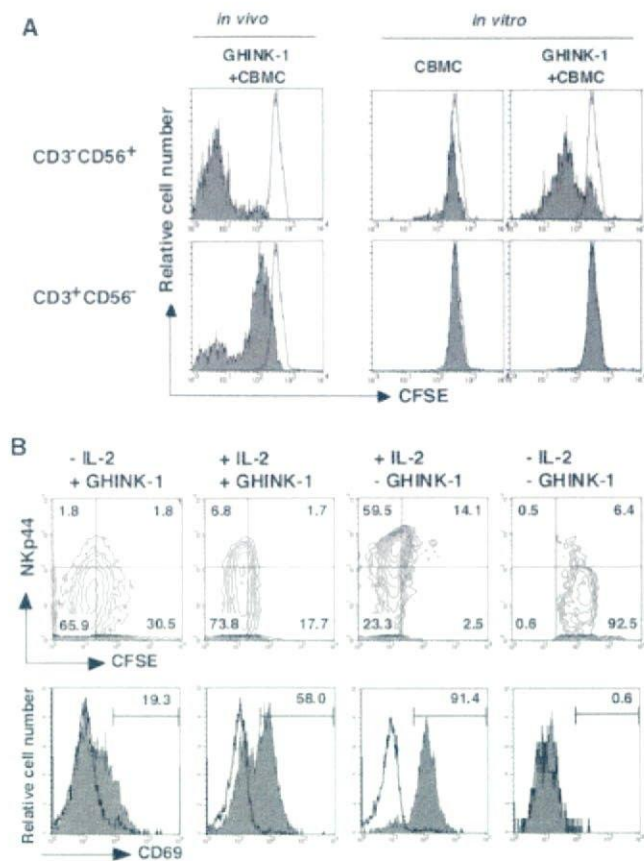 A
in vivo
in vitro
GHINK-1
+CBMC
CBMC
GHINK-1
+CBMC
CD3-CD56+
CD3+CD56-
Relative cell number
CFSE
B
- IL-2
+ GHINK-1
+ IL-2
+ GHINK-1
+ IL-2
- GHINK-1
- IL-2
- GHINK-1
NKp44
1.8 1.8
65.9 30.5
6.8 1.7
73.8 17.7
59.5 14.1
23.3 2.5
0.5 6.4
0.6 92.5
CFSE
Relative cell number
19.3
58.0
91.4
0.6
CD69